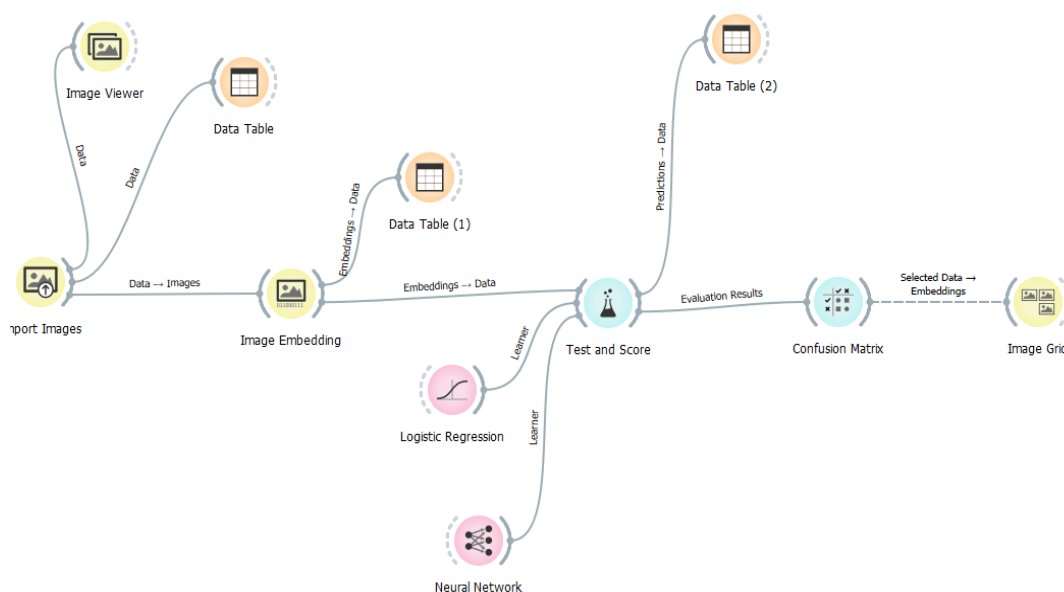 Image Viewer
Data Table
Data Table (2)
Data
Data
Predictions → Data
Embeddings → Data
Data Table (1)
Data → Images
Embeddings → Data
Selected Data →
Embeddings
Evaluation Results
nport Images
Image Embedding
Test and Score
Confusion Matrix
Image Grid
011000111
Learner
Logistic Regression
Learner
Neural Network